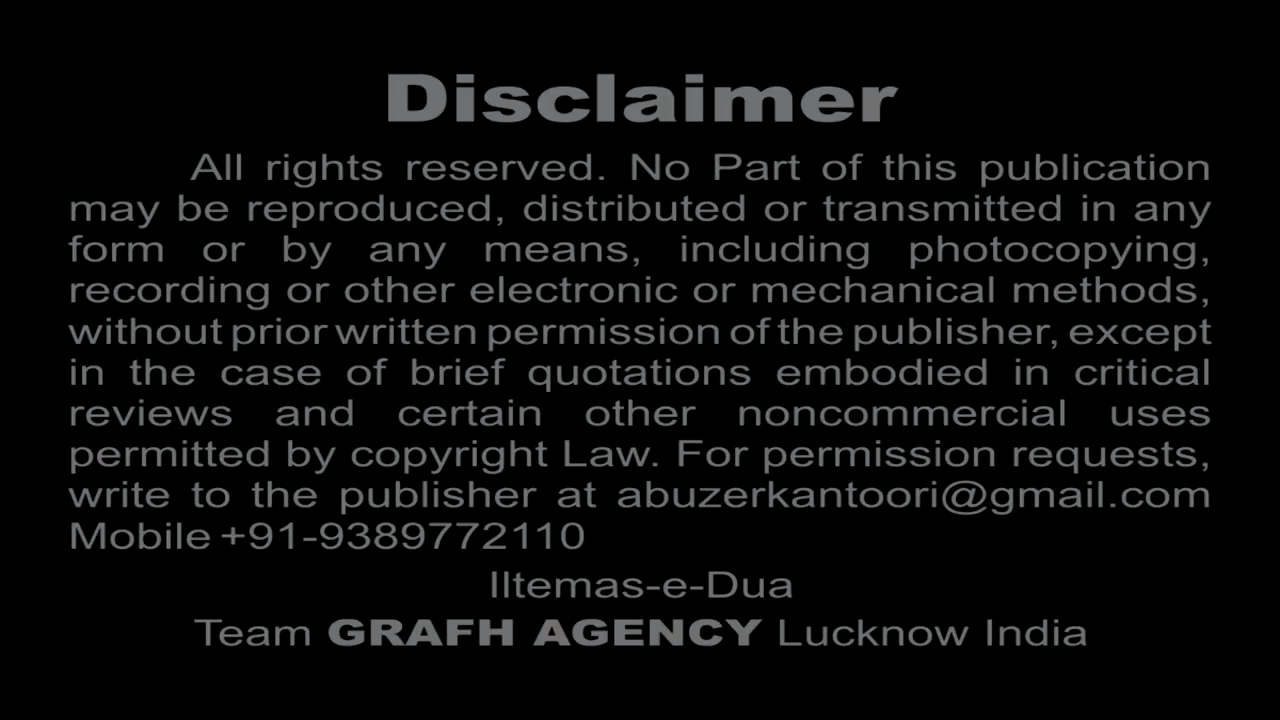 Disclaimer
All rights reserved. No Part of this publication
may be reproduced, distributed or transmitted in any
form or by any means, including photocopying,
recording or other electronic or mechanical methods,
without prior written permission of the publisher, except
in the case of brief quotations embodied in critical
reviews and certain other noncommercial uses
permitted by copyright Law. For permission requests,
write to the publisher at abuzerkantoori@gmail.com
Mobile +91-9389772110
IItemas-e-Dua
Team GRAFH AGENCY Lucknow India